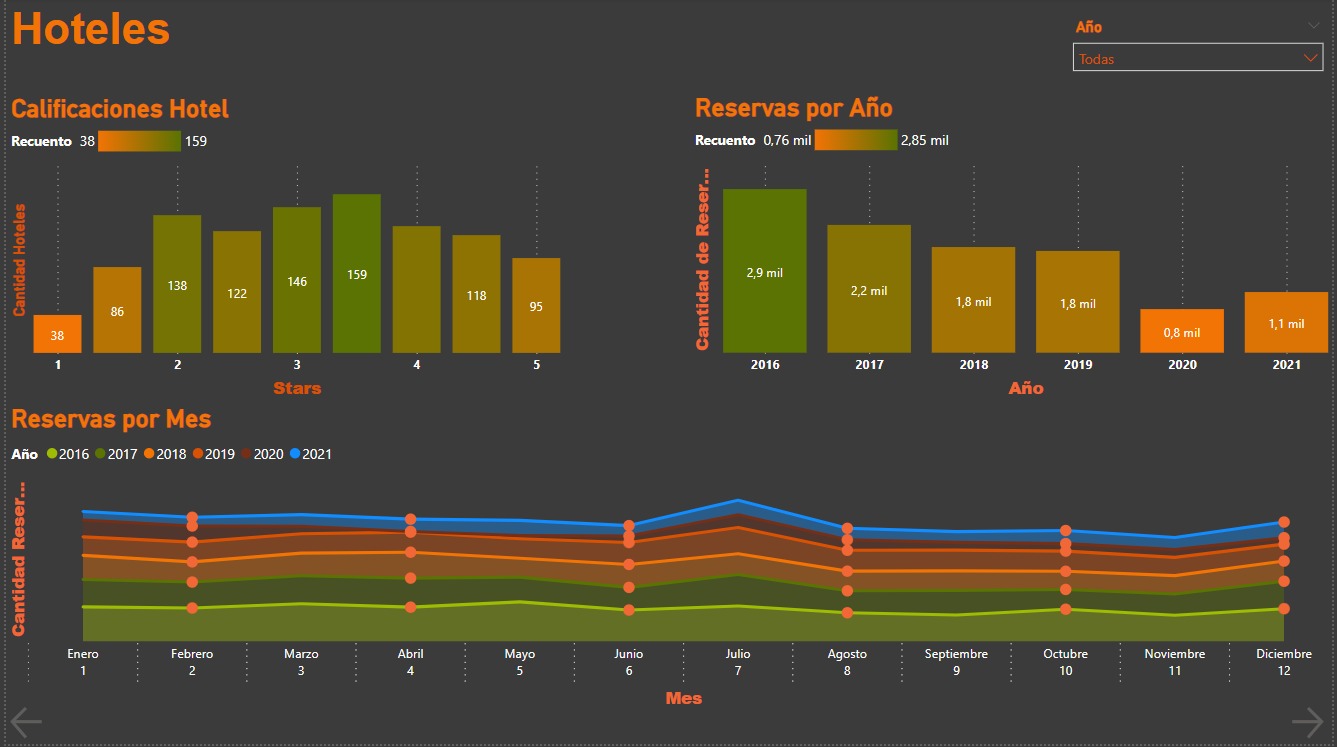 Hoteles
Año
Todas
Calificaciones Hotel
Recuento 38 159
Cantidad Hoteles
38
86
138
122
146
159
118
95
1 2 3 4 5
Stars
Reservas por Año
Recuento 0,76 mil 2,85 mil
Cantidad de Reser...
2,9 mil
2,2 mil
1,8 mil
1,8 mil
0,8 mil
1,1 mil
2016 2017 2018 2019 2020 2021
Año
Reservas por Mes
Año 2016 2017 2018 2019 2020 2021
Cantidad Reser...
Enero Febrero Marzo Abril Mayo Junio Julio Agosto Septiembre Octubre Noviembre Diciembre
1 2 3 4 5 6 7 8 9 10 11 12
Mes